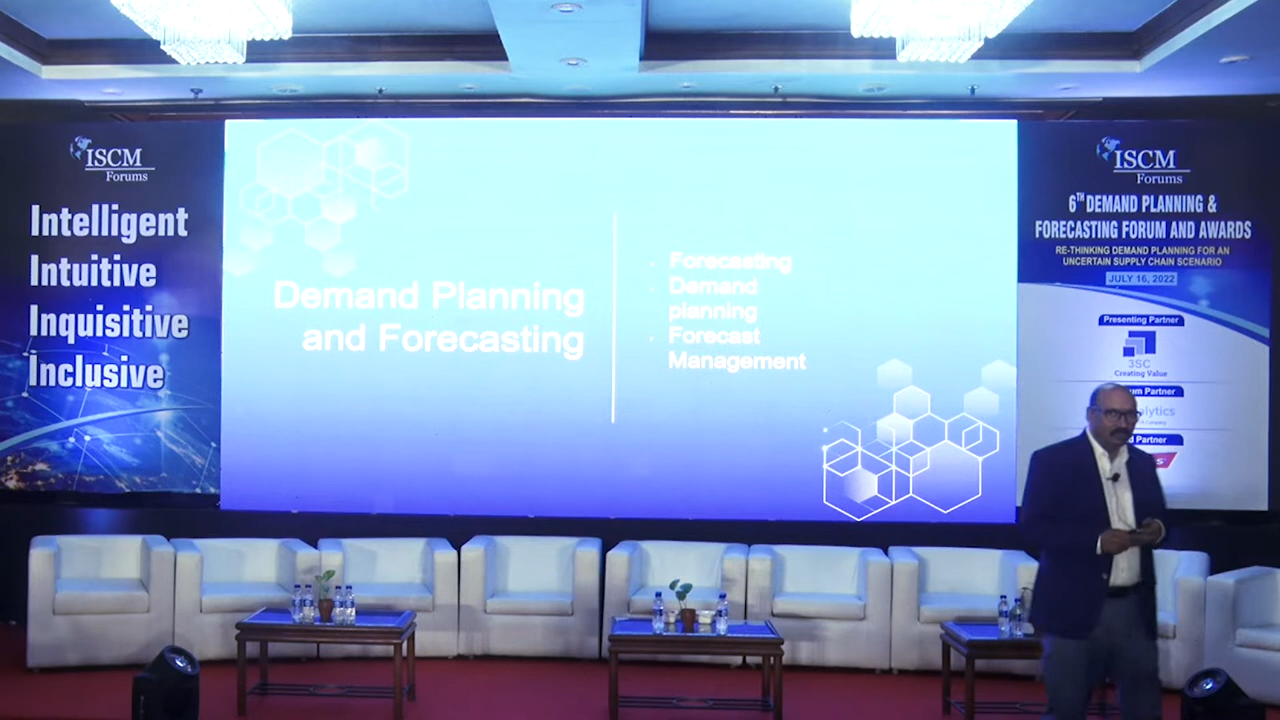 ISCM
Forums
Intelligent
Intuitive
Inquisitive
Inclusive
Demand Planning
and Forecasting
Forecasting
Demand
planning
Forecast
Management
ISCM
Forums
6TH DEMAND PLANNING &
FORECASTING FORUM AND AWARDS
RE-THINKING DEMAND PLANNING FOR AN
UNCERTAIN SUPPLY CHAIN SCENARIO
JULY 16, 2022
Presenting Partner
3SC
Creating Value
Partner
Partner